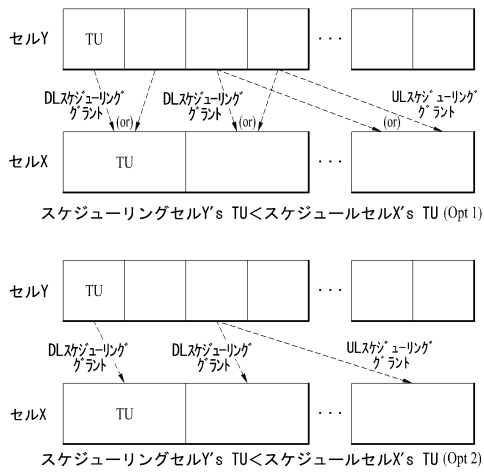 セルY
TU
･･･
DLスケジューリング
グラント
DLスケジューリング
グラント
ULスケジューリング
グラント
(or)
(or)
(or)
セルX
TU
･･･
スケジューリングセルY's TU<スケジュールセルX's TU (Opt 1)
セルY
TU
･･･
DLスケジューリング
グラント
DLスケジューリング
グラント
ULスケジューリング
グラント
セルX
TU
･･･
スケジューリングセルY's TU<スケジュールセルX's TU (Opt 2)